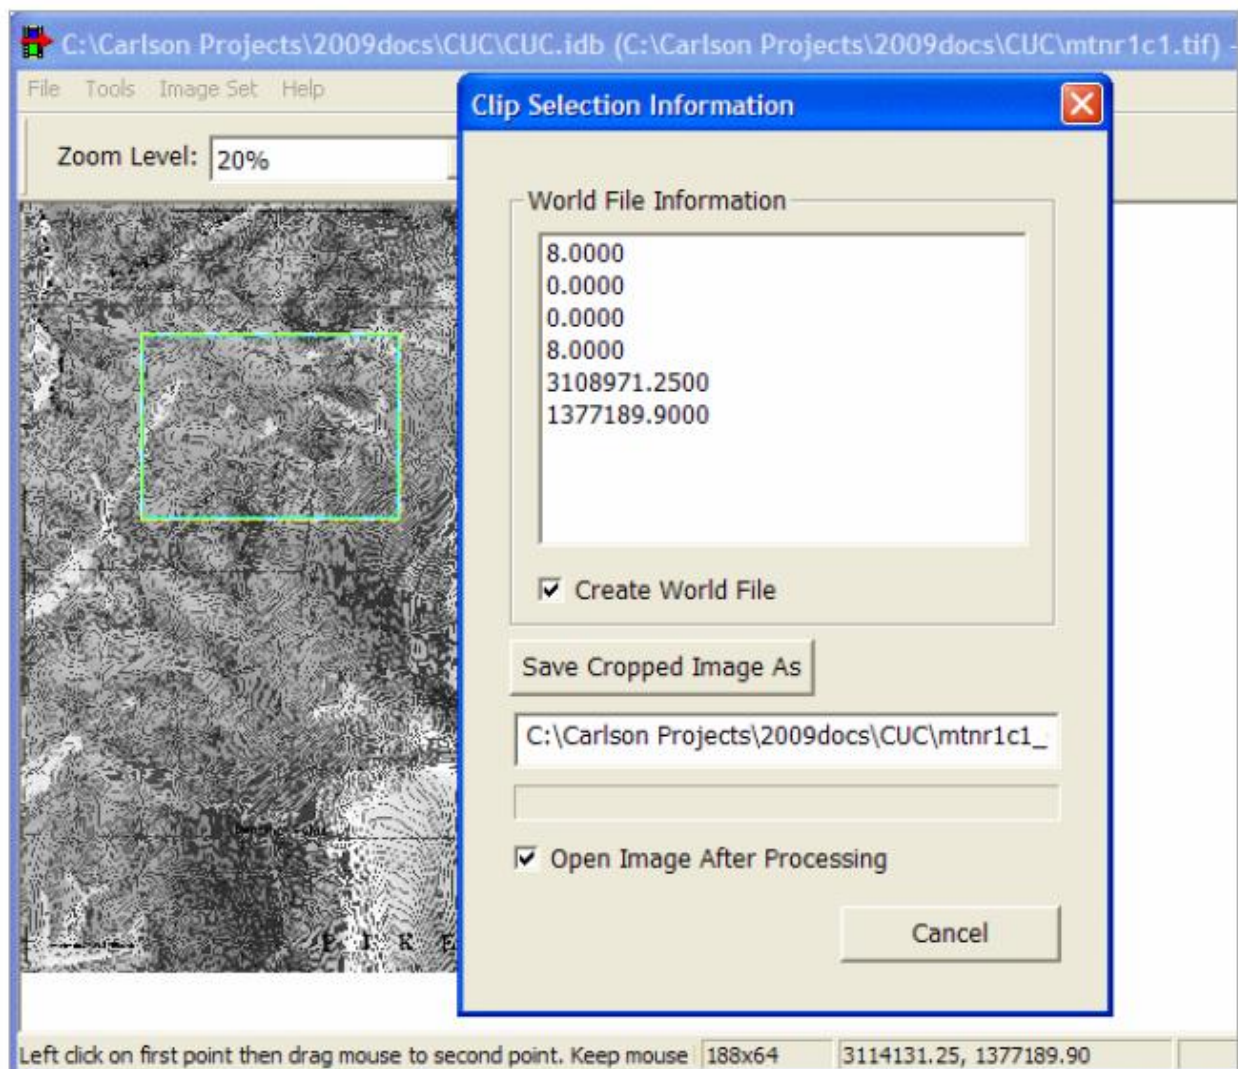 C:\Carlson Projects\2009docs\CUC\CUC.idb (C:\Carlson Projects\2009docs\CUC\mtnr1c1.tif) -
File Tools Image Set Help
Clip Selection Information
Zoom Level: 20%
World File Information
8.0000
0.0000
0.0000
8.0000
3108971.2500
1377189.9000
Create World File
Save Cropped Image As
C:\Carlson Projects\2009docs\CUC\mtnr1c1_
Open Image After Processing
P I K E
Cancel
Left click on first point then drag mouse to second point. Keep mouse 188x64 3114131.25, 1377189.90